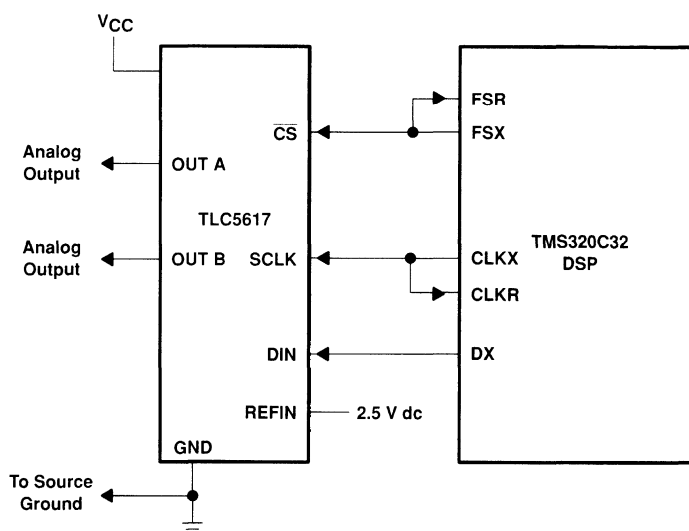 VCC
CS
FSR
FSX
Analog
Output
OUT A
TLC5617
Analog
Output
OUT B
SCLK
CLKX
CLKR
TMS320C32
DSP
DIN
DX
REFIN
2.5 V dc
GND
To Source
Ground